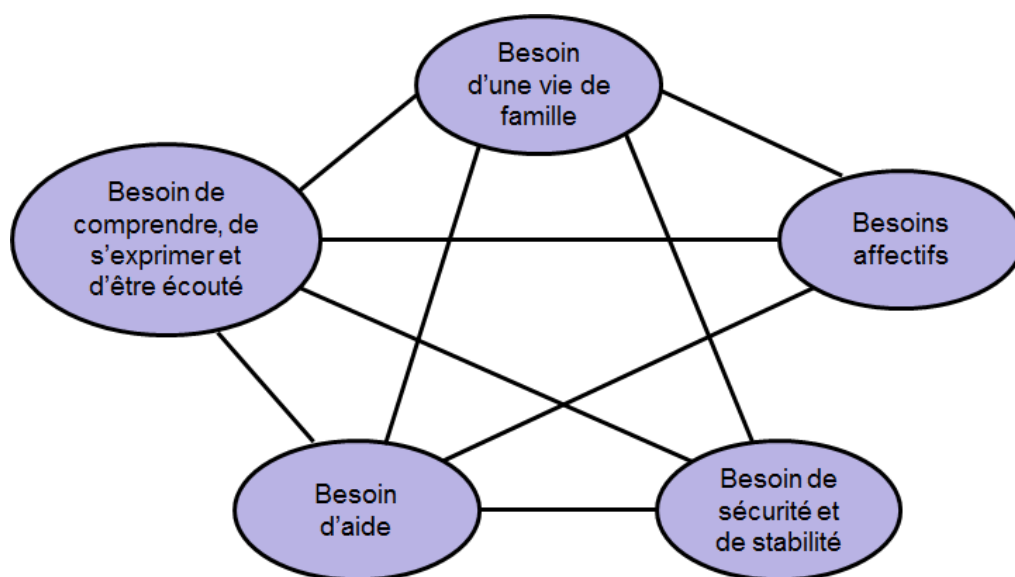 Besoin
d’une vie de
famille
Besoin de
comprendre, de
s’exprimer et
d’être écouté
Besoins
affectifs
Besoin
d’aide
Besoin de
sécurité et
de stabilité